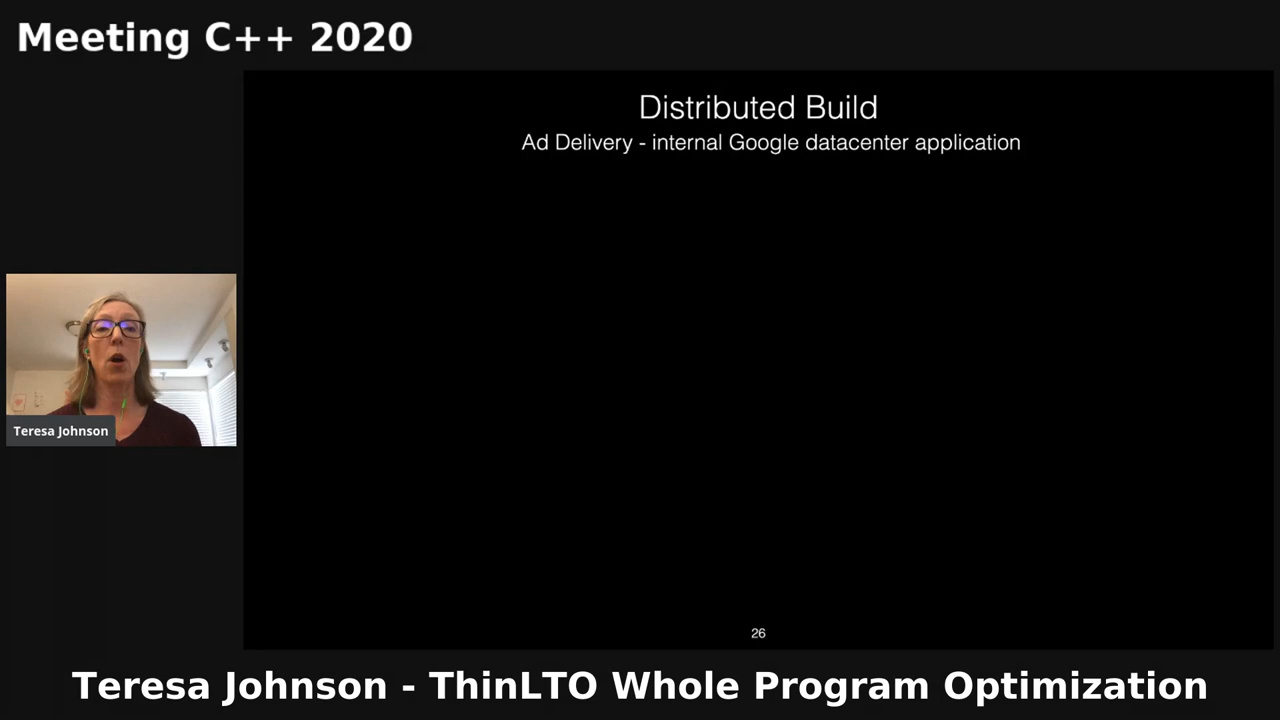 Meeting C++ 2020
Distributed Build
Ad Delivery - internal Google datacenter application
Teresa Johnson
26
Teresa Johnson - ThinLTO Whole Program Optimization